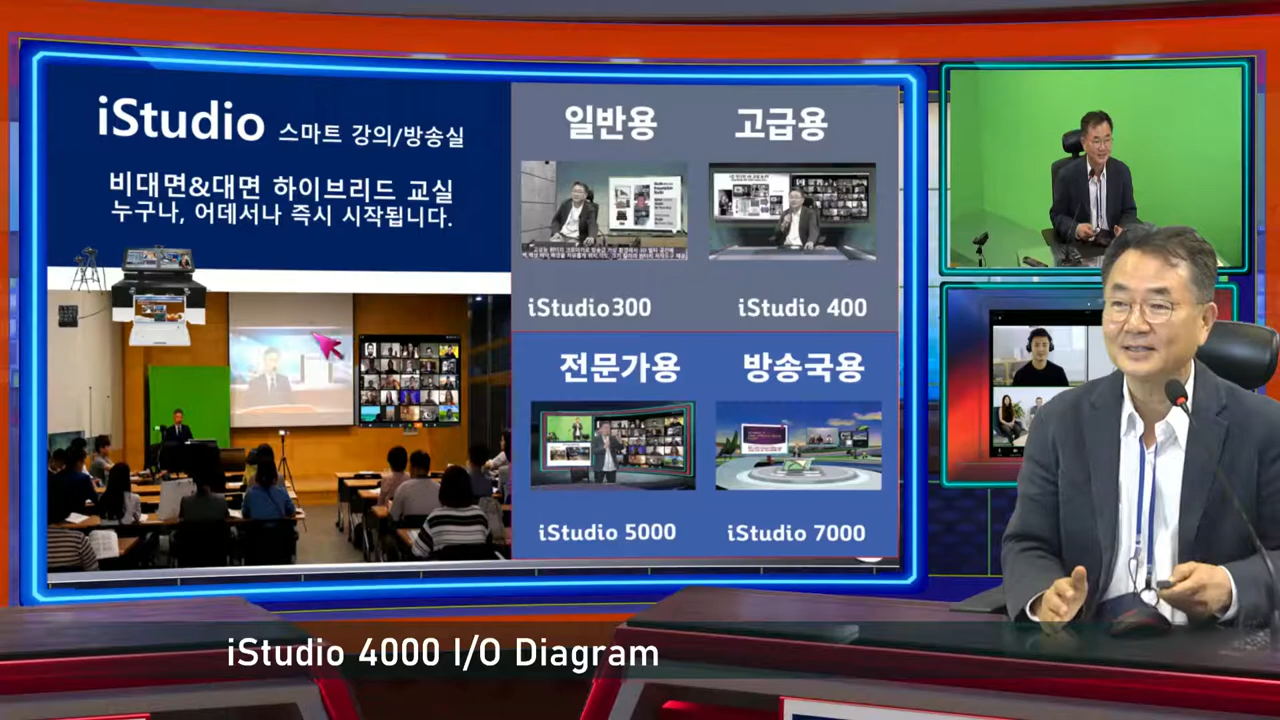 iStudio 스마트 강의/방송실
비대면&대면 하이브리드 교실
누구나, 어데서나 즉시 시작됩니다.
일반용
고급용
iStudio300
iStudio 400
전문가용
방송국용
iStudio 5000
iStudio 7000
iStudio 4000 I/O Diagram